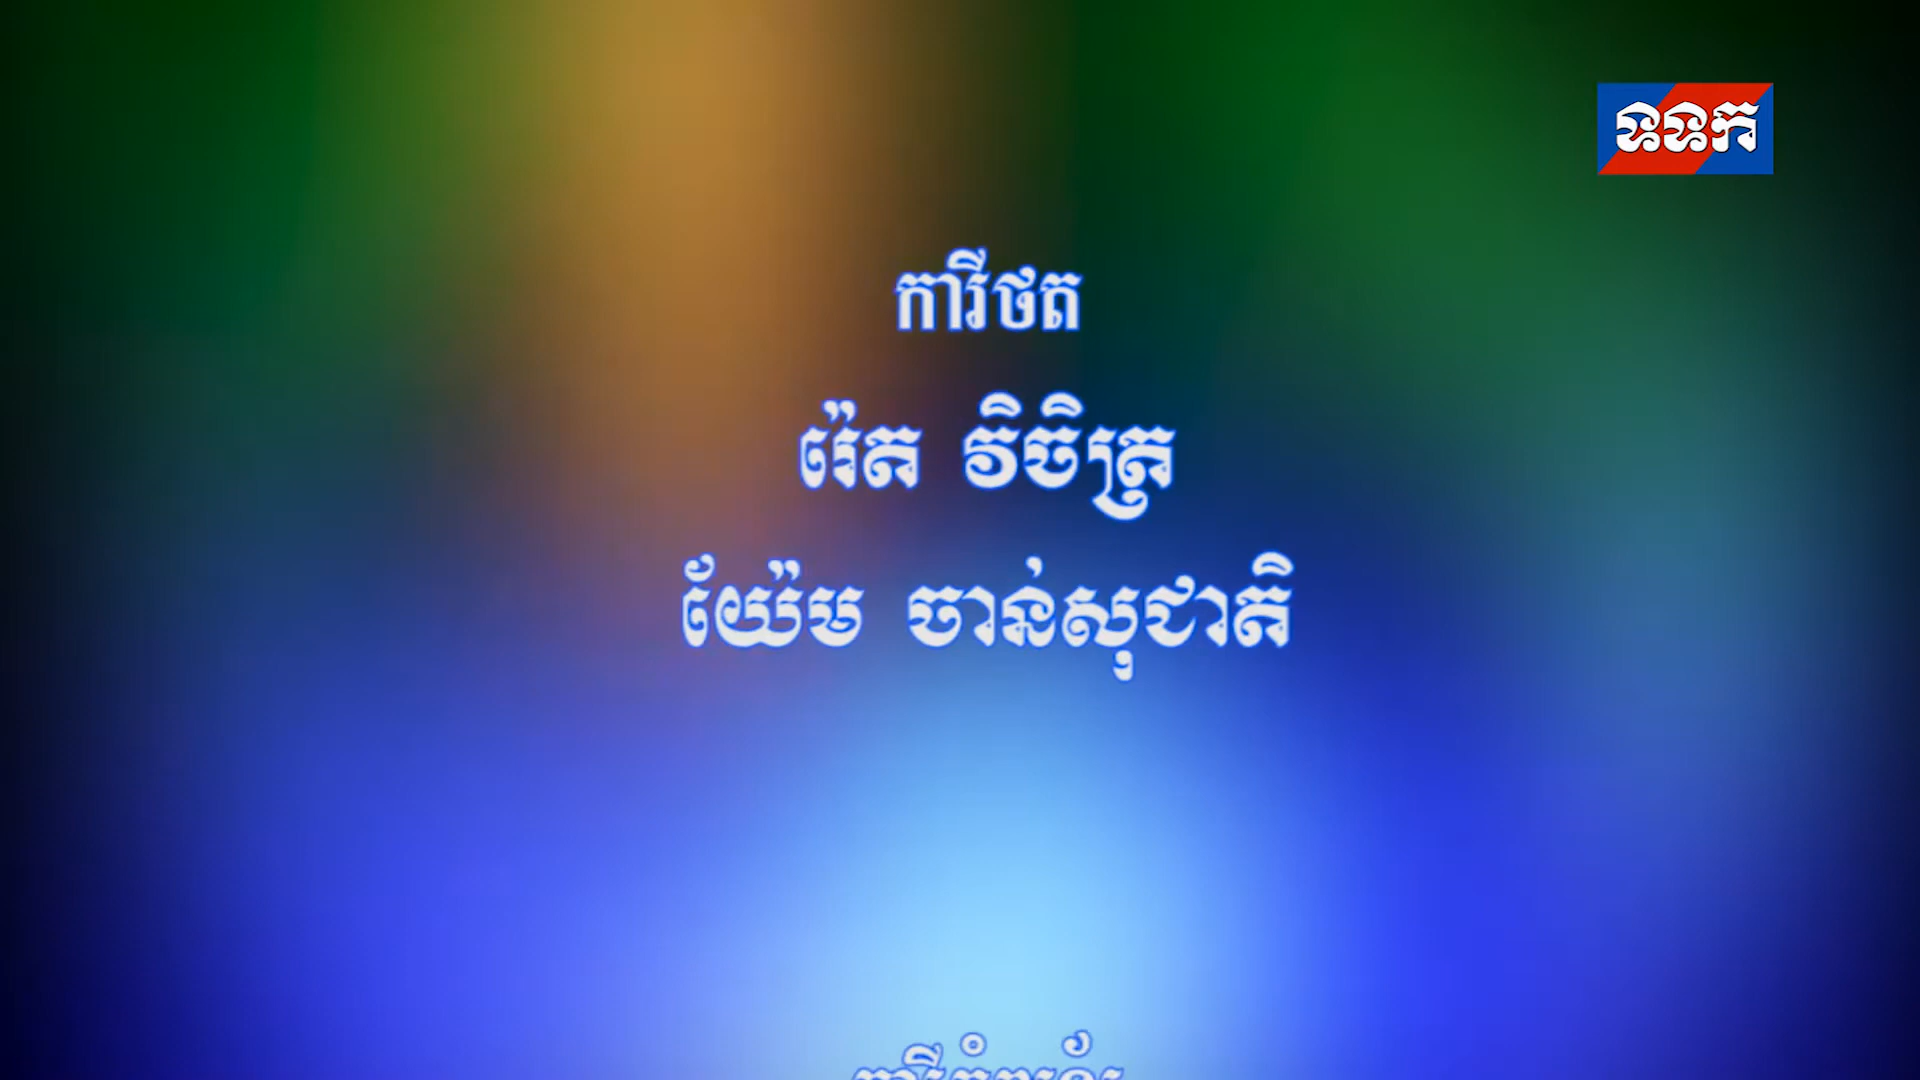 ទទក
ការីថត
រ៉េត វិចិត្រ
យ៉ែម ចាន់សុជាតិ